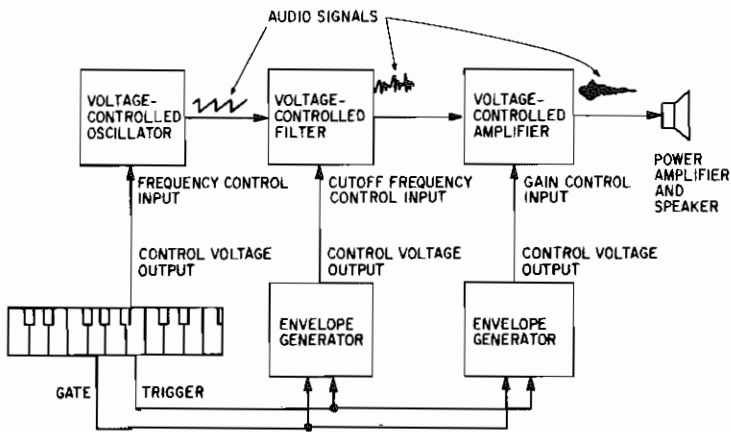 AUDIO SIGNALS
VOLTAGE-
CONTROLLED
OSCILLATOR
VOLTAGE-
CONTROLLED
FILTER
VOLTAGE-
CONTROLLED
AMPLIFIER
POWER
AMPLIFIER
AND
SPEAKER
FREQUENCY CONTROL
INPUT
CUTOFF FREQUENCY
CONTROL INPUT
GAIN CONTROL
INPUT
CONTROL VOLTAGE
OUTPUT
CONTROL VOLTAGE
OUTPUT
CONTROL VOLTAGE
OUTPUT
ENVELOPE
GENERATOR
ENVELOPE
GENERATOR
GATE
TRIGGER